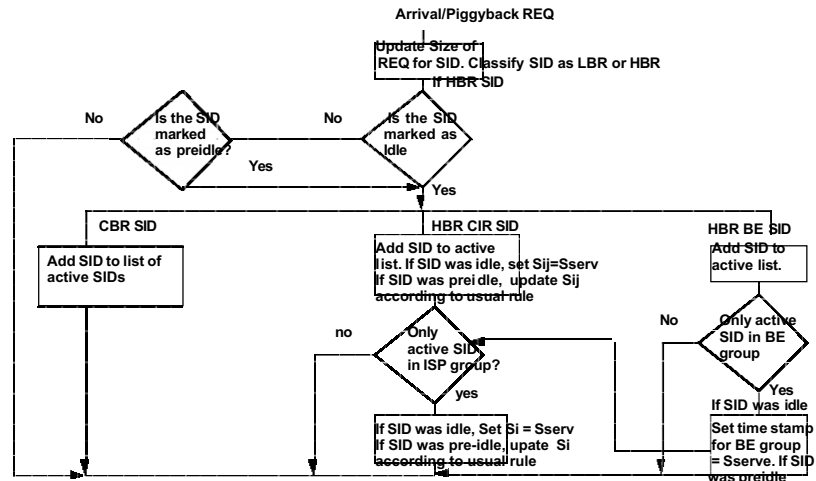 Arrival/Piggyback REQ
Update Size of
REQ for SID. Classify SID as LBR or HBR
If HBR SID
No
Is the SID
marked
as preidle?
No
Is the SID
marked as
Idle
Yes
Yes
CBR SID
HBR CIR SID
HBR BE SID
Add SID to list of
active SIDs
Add SID to active
list. If SID was idle, set Sij=Sserv
If SID was preidle, update Sij
according to usual rule
Add SID to
active list.
no
Only
active SID
in ISP group?
No
Only active
SID in BE
group
yes
Yes
If SID was idle
If SID was idle, Set Si = Sserv
If SID was pre-idle, upate Si
according to usual rule
Set time stamp
for BE group
= Sserve. If SID
was preidle